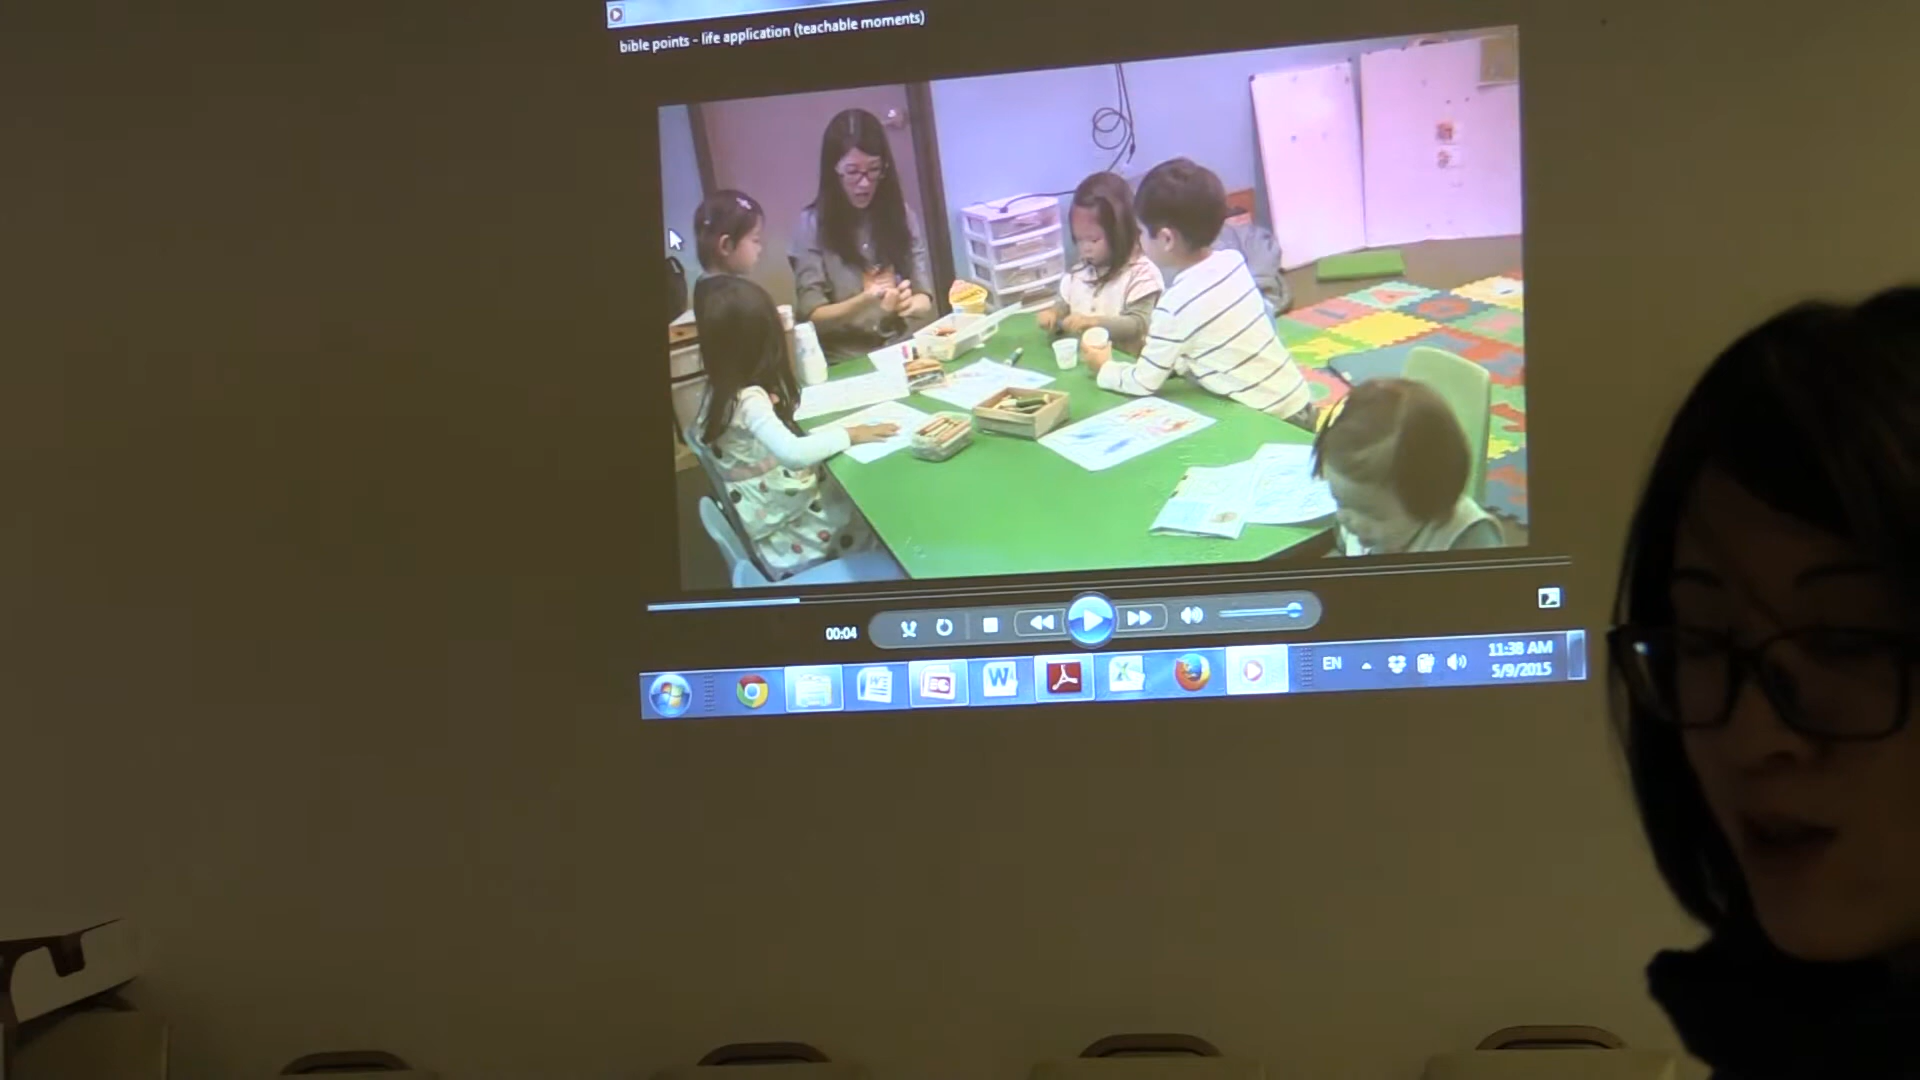 bible points - life application (teachable moments)
00:04
EN
11:38 AM
5/9/2015
W